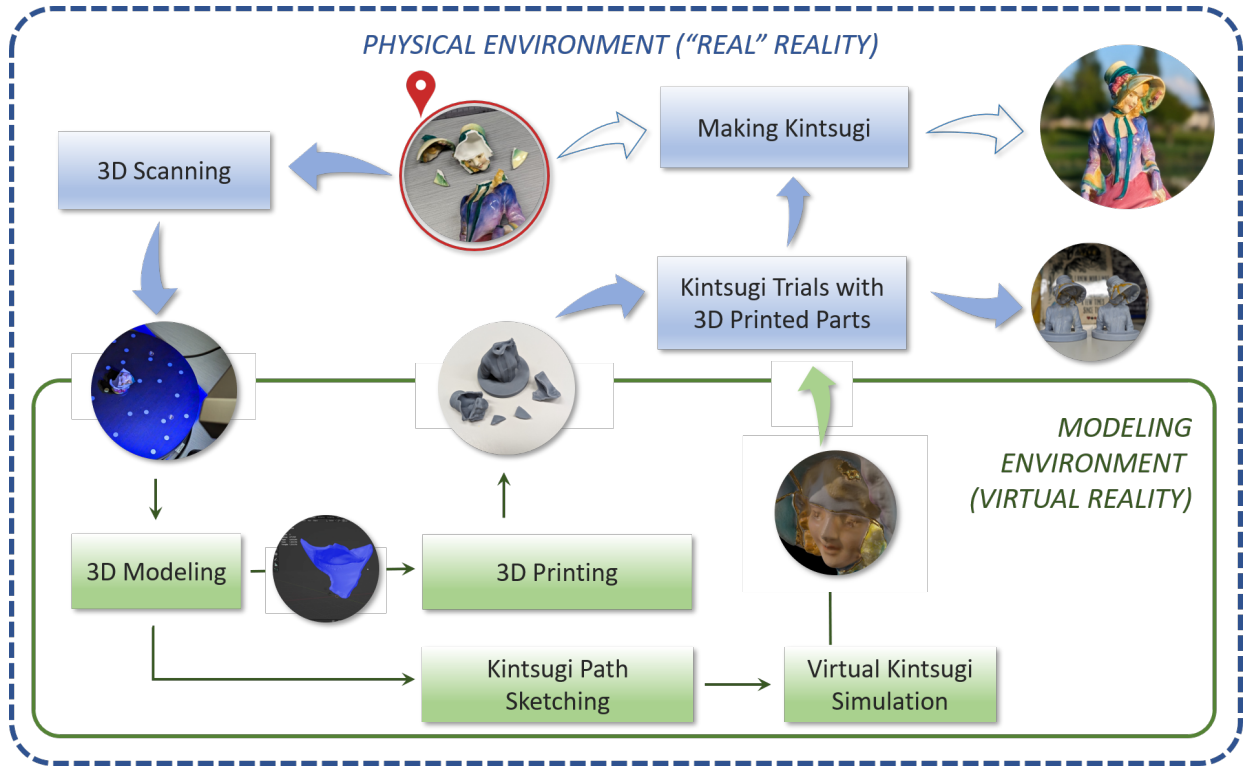 PHYSICAL ENVIRONMENT (“REAL” REALITY)
3D Scanning
Making Kintsugi
Kintsugi Trials with
3D Printed Parts
MODELING
ENVIRONMENT
(VIRTUAL REALITY)
3D Modeling
3D Printing
Kintsugi Path
Sketching
Virtual Kintsugi
Simulation